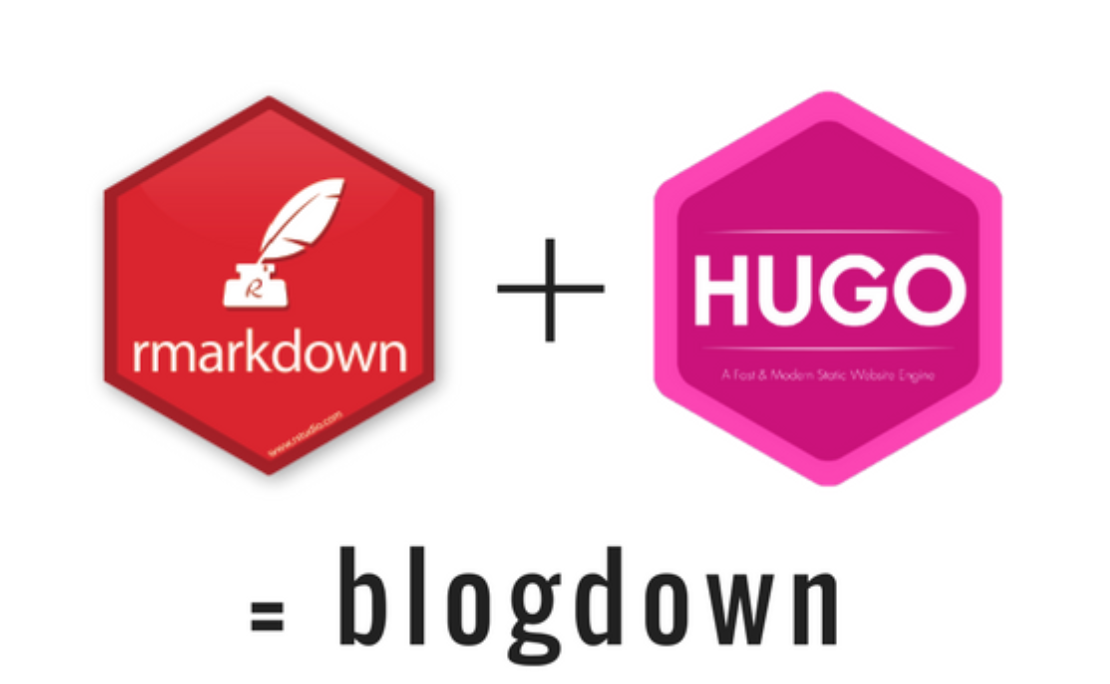 rmarkdown
www.rstudio.com
R
+
HUGO
A Fast & Modern Static Website Engine
= blogdown